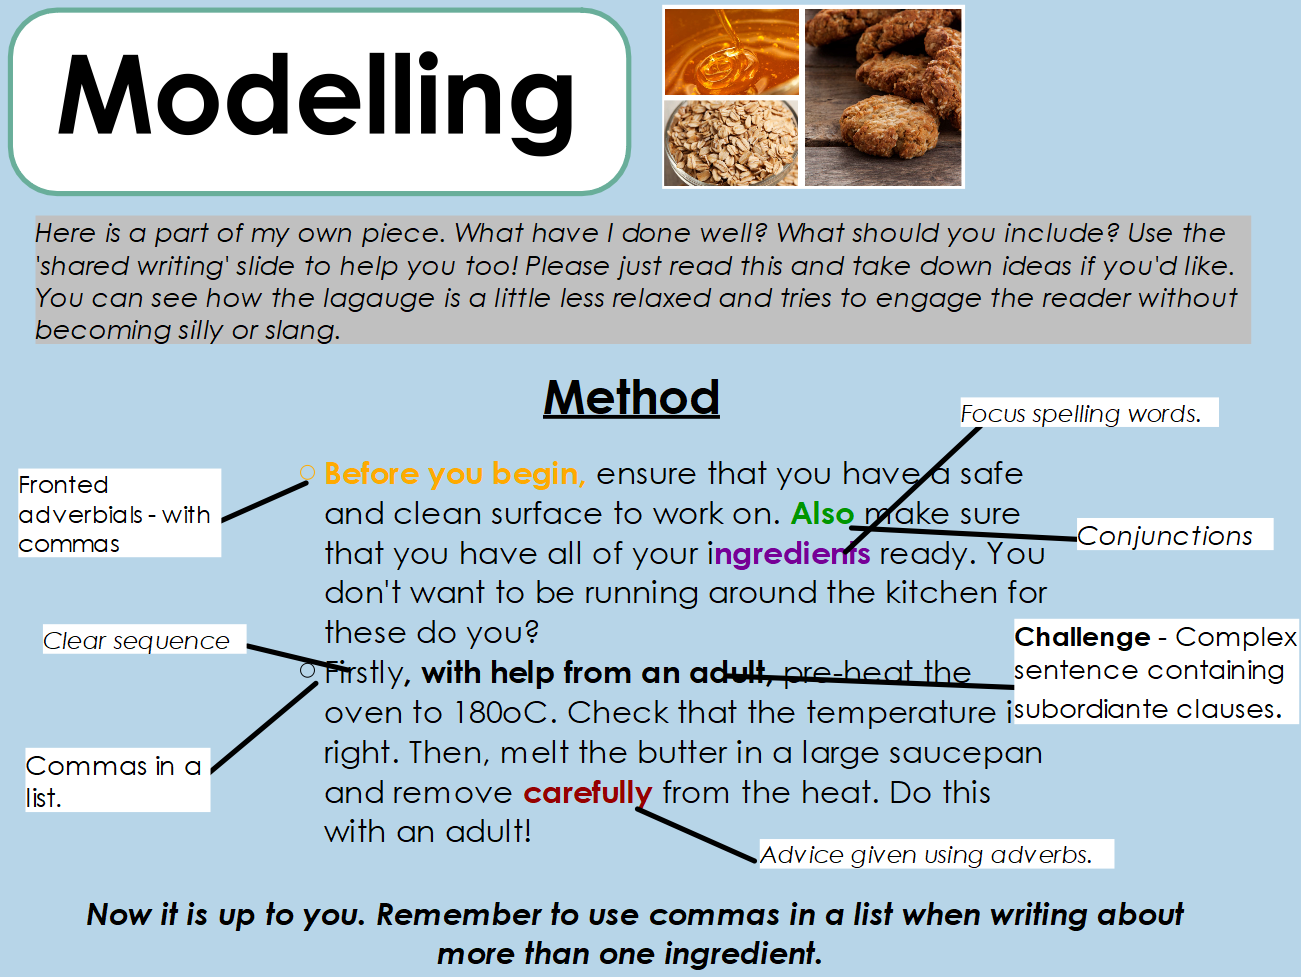 Modelling
Here is a part of my own piece. What have I done well? What should you include? Use the
'shared writing' slide to help you too! Please just read this and take down ideas if you'd like.
You can see how the lagauge is a little less relaxed and tries to engage the reader without
becoming silly or slang.
Method
Focus spelling words.
Fronted
adverbials - with
commas
Before you begin, ensure that you have a safe
and clean surface to work on. Also make sure
that you have all of your ingredients ready. You
don't want to be running around the kitchen for
these do you?
Conjunctions
Clear sequence
Firstly, with help from an adult, pre-heat the
oven to 180oC. Check that the temperature i
right. Then, melt the butter in a large saucepan
and remove carefully from the heat. Do this
with an adult!
Challenge - Complex
sentence containing
subordiante clauses.
Commas in a
list.
Advice given using adverbs.
Now it is up to you. Remember to use commas in a list when writing about
more than one ingredient.